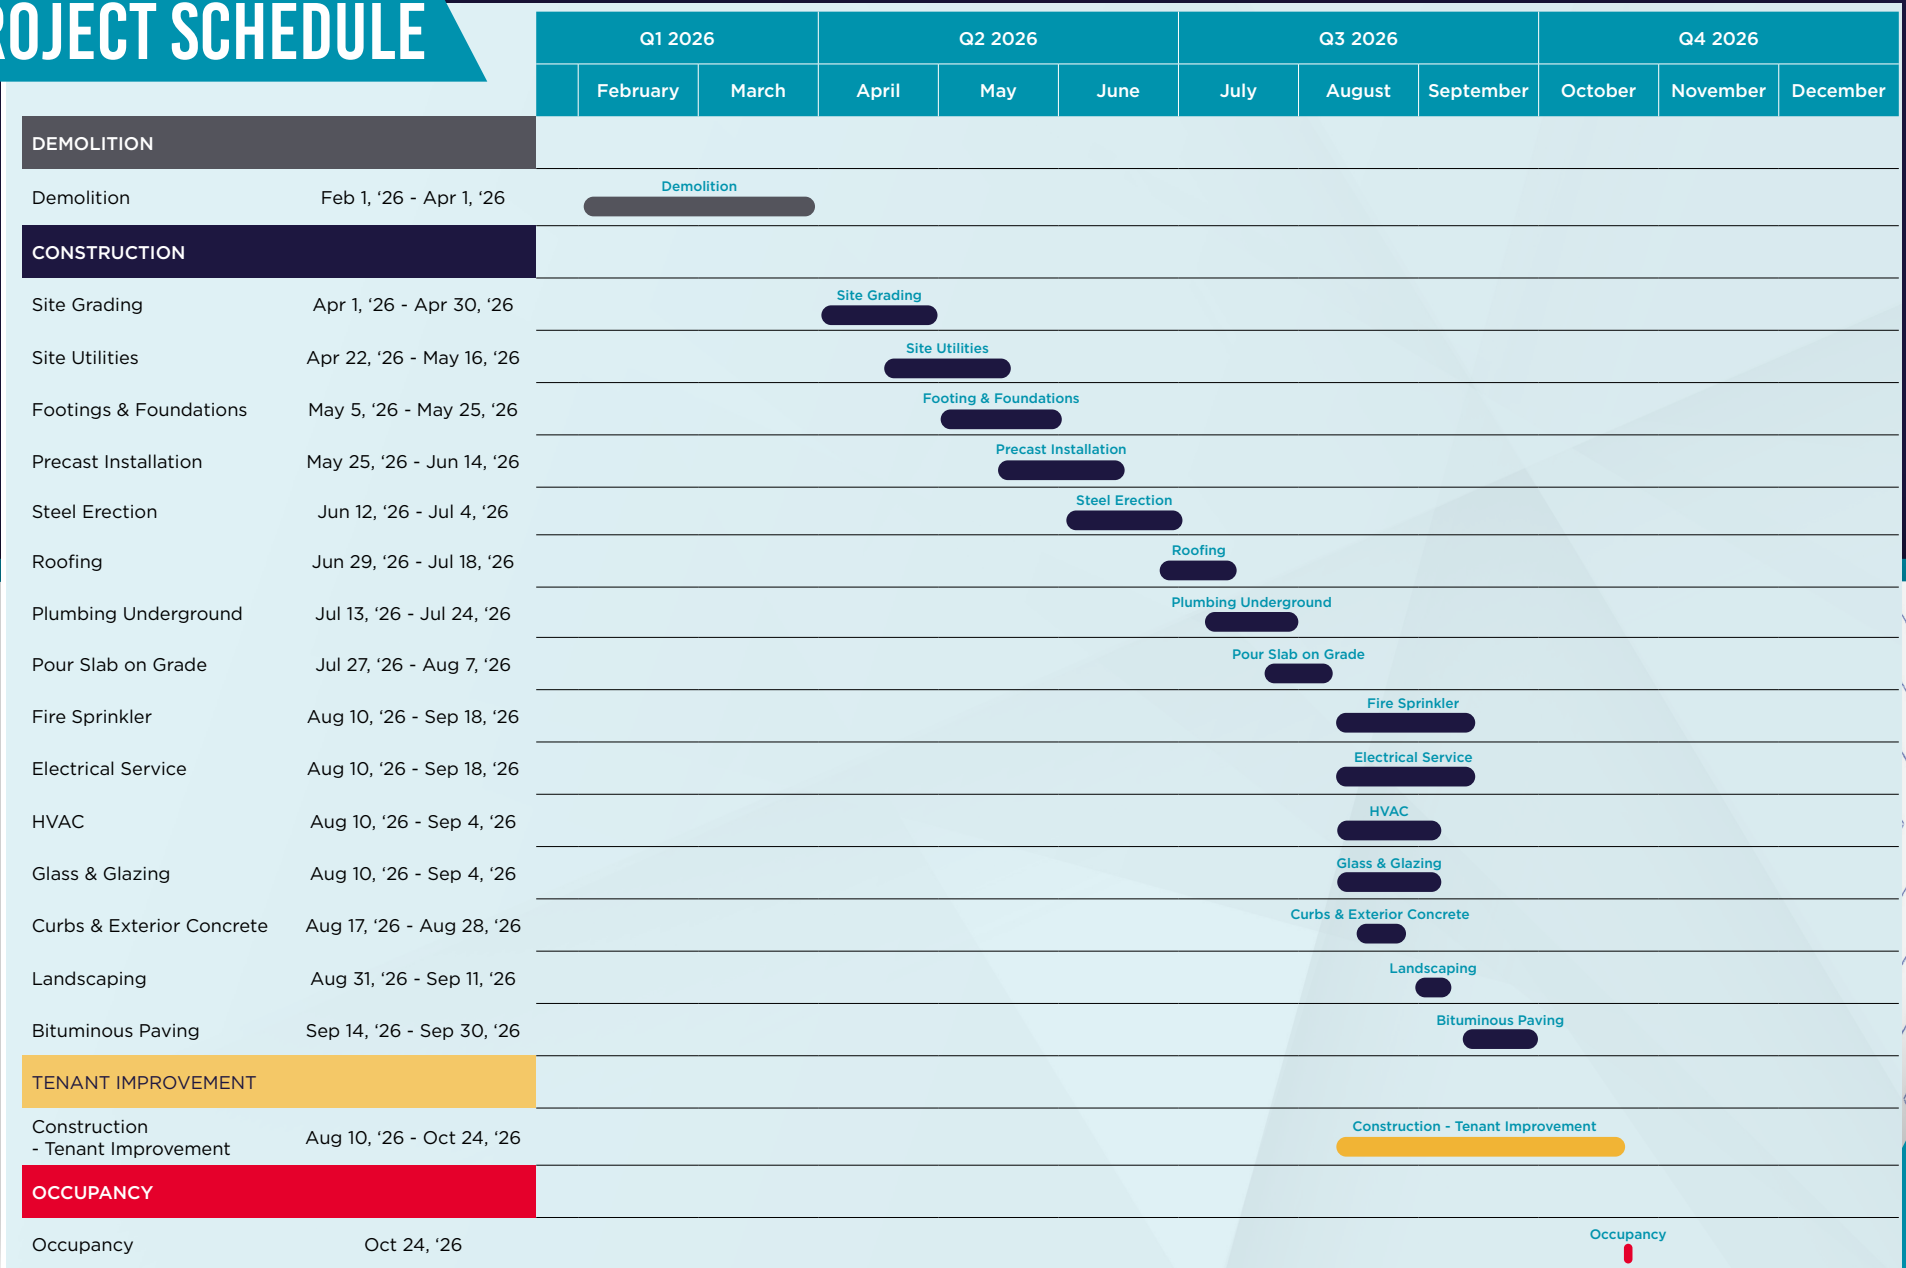 ROJECT SCHEDULE
Q1 2026 Q2 2026 Q3 2026 Q4 2026
February March April May June July August September October November December
DEMOLITION
Demolition Feb 1, ‘26 - Apr 1, ‘26 Demolition
CONSTRUCTION
Site Grading Apr 1, ‘26 - Apr 30, ‘26 Site Grading
Site Utilities Apr 22, ‘26 - May 16, ‘26 Site Utilities
Footings & Foundations May 5, ‘26 - May 25, ‘26 Footing & Foundations
Precast Installation May 25, ‘26 - Jun 14, ‘26 Precast Installation
Steel Erection Jun 12, ‘26 - Jul 4, ‘26 Steel Erection
Roofing Jun 29, ‘26 - Jul 18, ‘26 Roofing
Plumbing Underground Jul 13, ‘26 - Jul 24, ‘26 Plumbing Underground
Pour Slab on Grade Jul 27, ‘26 - Aug 7, ‘26 Pour Slab on Grade
Fire Sprinkler Aug 10, ‘26 - Sep 18, ‘26 Fire Sprinkler
Electrical Service Aug 10, ‘26 - Sep 18, ‘26 Electrical Service
HVAC Aug 10, ‘26 - Sep 4, ‘26 HVAC
Glass & Glazing Aug 10, ‘26 - Sep 4, ‘26 Glass & Glazing
Curbs & Exterior Concrete Aug 17, ‘26 - Aug 28, ‘26 Curbs & Exterior Concrete
Landscaping Aug 31, ‘26 - Sep 11, ‘26 Landscaping
Bituminous Paving Sep 14, ‘26 - Sep 30, ‘26 Bituminous Paving
TENANT IMPROVEMENT
Construction
- Tenant Improvement Aug 10, ‘26 - Oct 24, ‘26 Construction - Tenant Improvement
OCCUPANCY
Occupancy Oct 24, ‘26 Occupancy